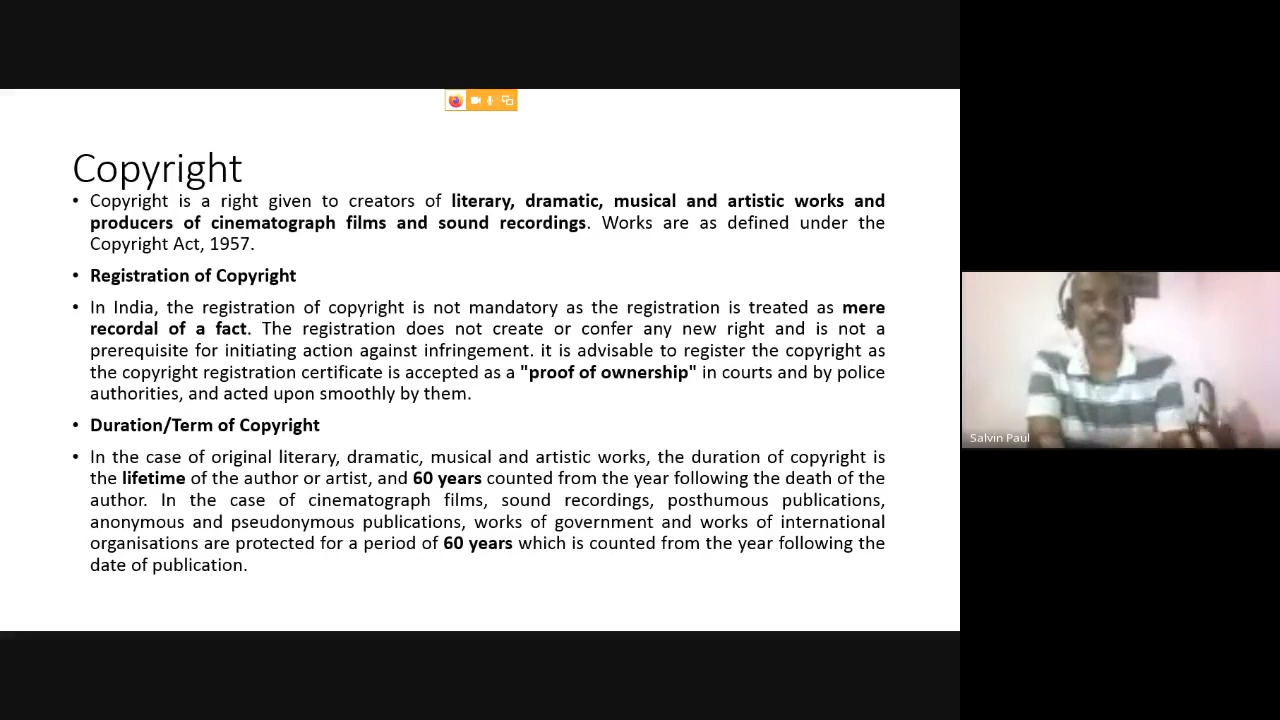 Copyright
• Copyright is a right given to creators of literary, dramatic, musical and artistic works and
producers of cinematograph films and sound recordings. Works are as defined under the
Copyright Act, 1957.
• Registration of Copyright
• In India, the registration of copyright is not mandatory as the registration is treated as mere
recordal of a fact. The registration does not create or confer any new right and is not a
prerequisite for initiating action against infringement. it is advisable to register the copyright as
the copyright registration certificate is accepted as a "proof of ownership" in courts and by police
authorities, and acted upon smoothly by them.
• Duration/Term of Copyright
• In the case of original literary, dramatic, musical and artistic works, the duration of copyright is
the lifetime of the author or artist, and 60 years counted from the year following the death of the
author. In the case of cinematograph films, sound recordings, posthumous publications,
anonymous and pseudonymous publications, works of government and works of international
organisations are protected for a period of 60 years which is counted from the year following the
date of publication.
Salvin Paul